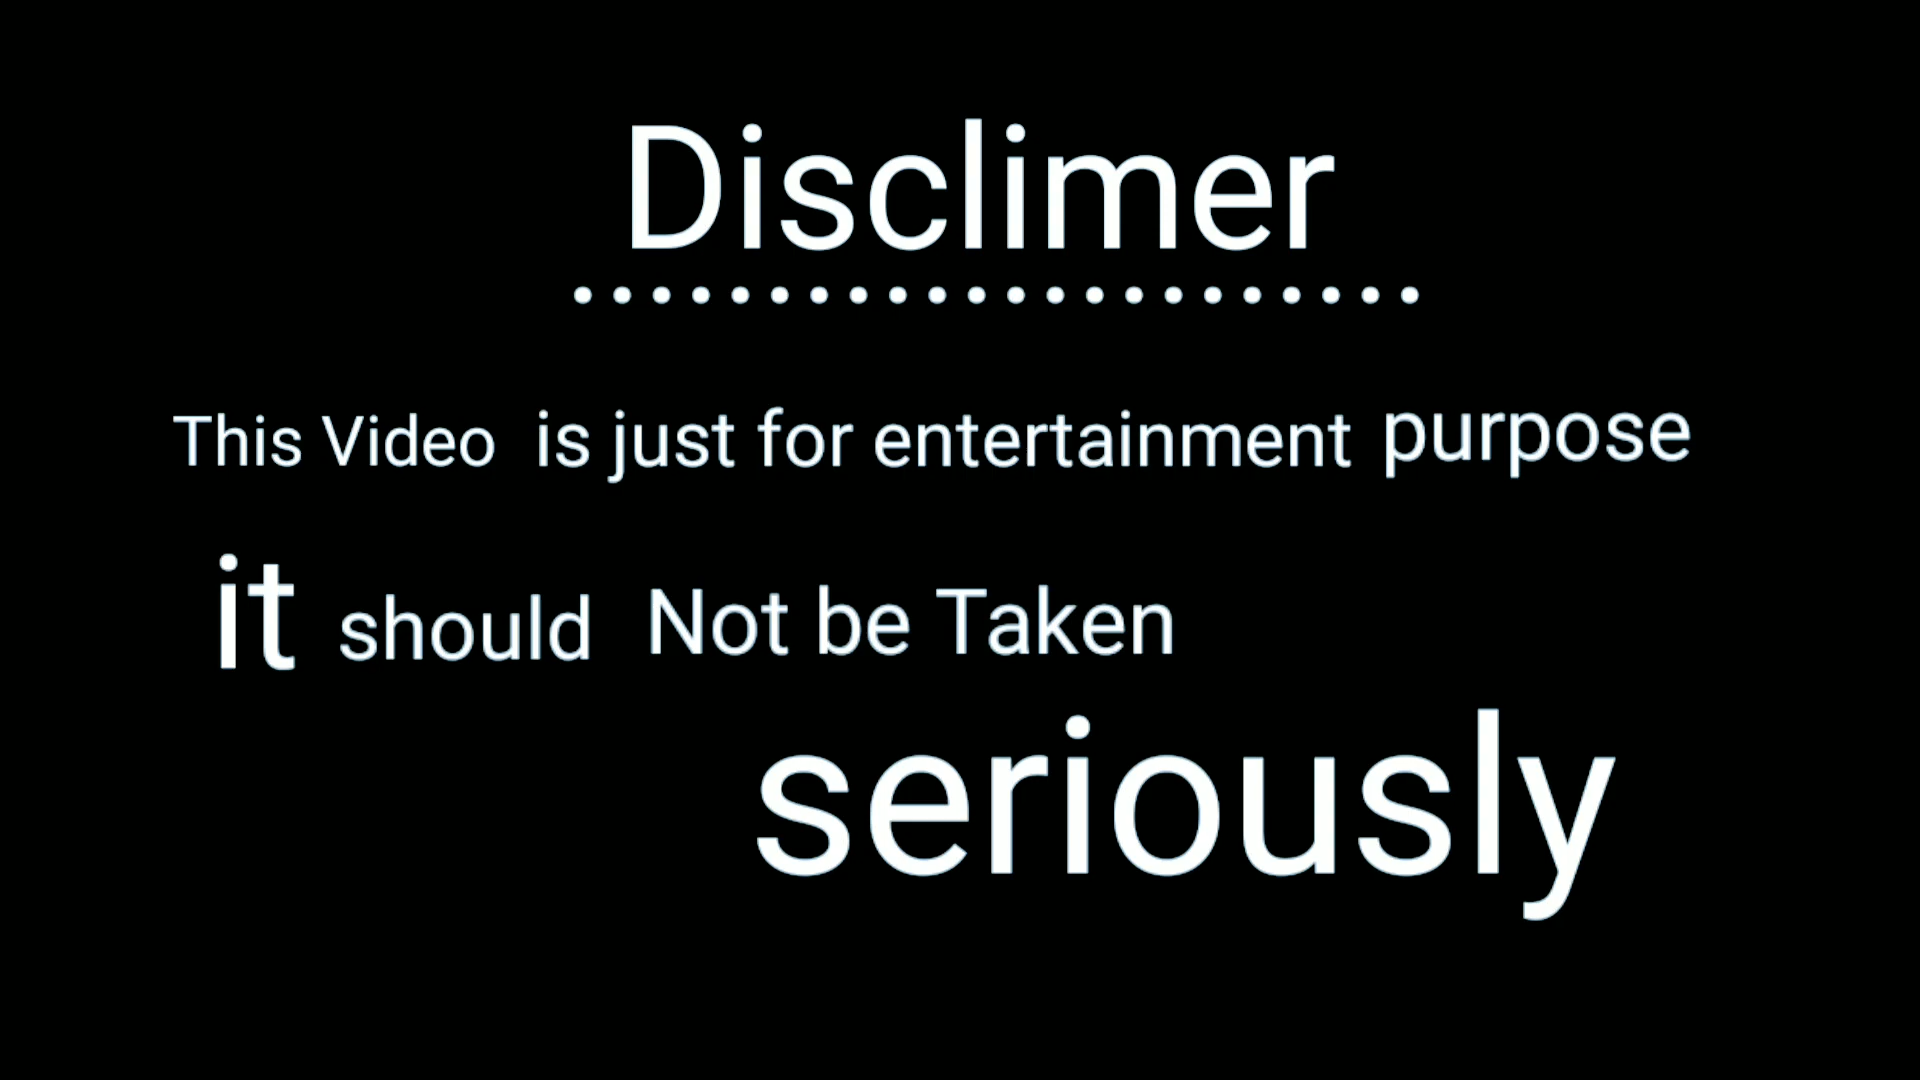 Disclimer
......................
This Video is just for entertainment purpose
it should Not be Taken
seriously